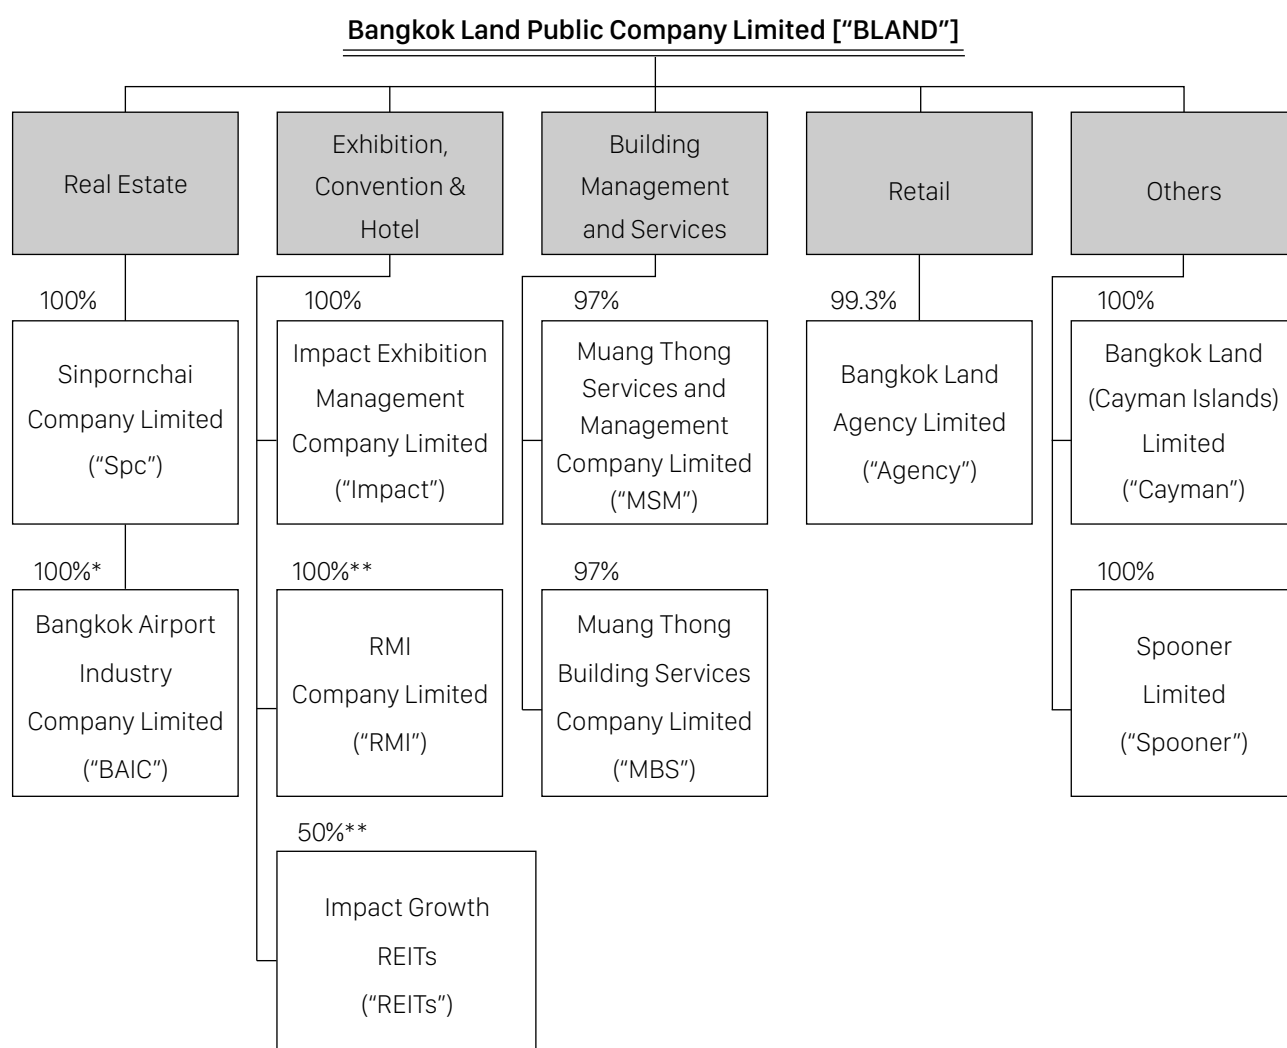 Bangkok Land Public Company Limited ["BLAND"]
Real Estate
Exhibition,
Convention &
Hotel
Building
Management
and Services
Retail
Others
100%
Sinpornchai
Company Limited
(“Spc”)
100%
Impact Exhibition
Management
Company Limited
(“Impact”)
97%
Muang Thong
Services and
Management
Company Limited
(“MSM”)
99.3%
Bangkok Land
Agency Limited
(“Agency”)
100%
Bangkok Land
(Cayman Islands)
Limited
(“Cayman”)
100%*
Bangkok Airport
Industry
Company Limited
(“BAIC”)
100%**
RMI
Company Limited
(“RMI”)
97%
Muang Thong
Building Services
Company Limited
(“MBS”)
100%
Spooner
Limited
(“Spooner”)
50%**
Impact Growth
REITs
(“REITs”)